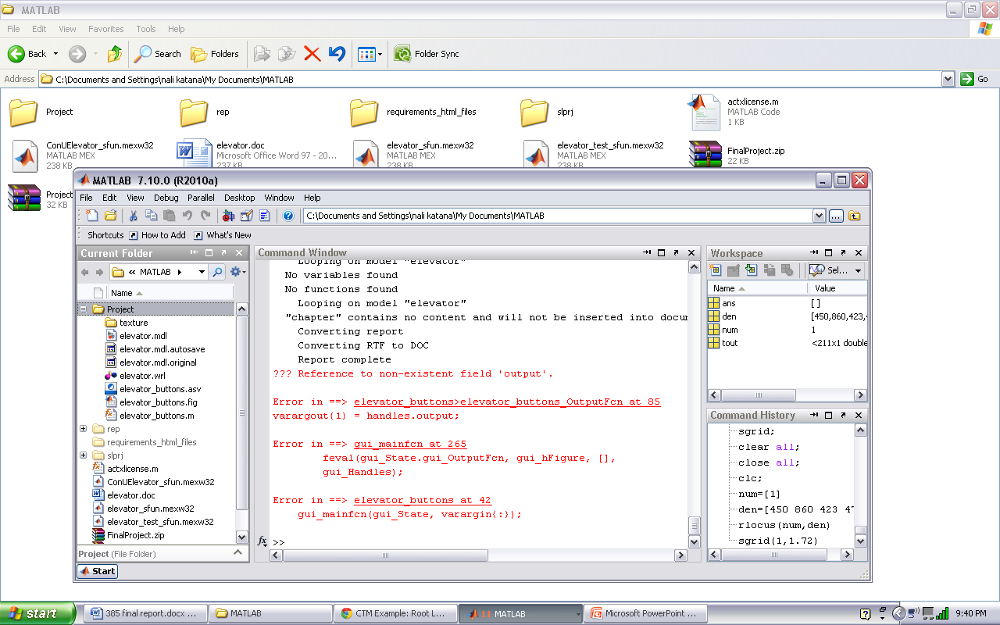 MATLAB
File Edit View Favorites Tools Help
Back Search Folders Folder Sync
Address C:\Documents and Settings\nali katana\My Documents\MATLAB Go
Project rep requirements_html_files slprj actxlicense.m
MATLAB Code
1 KB
ConUElevator_sfun.mexw32 elevator.doc elevator_sfun.mexw32 elevator_test_sfun.mexw32 FinalProject.zip
MATLAB MEX Microsoft Office Word 97 - 20... MATLAB MEX MATLAB MEX 22 KB
238 KB 237 KB 238 KB 238 KB
Project
32 KB
MATLAB 7.10.0 (R2010a)
File Edit View Debug Parallel Desktop Window Help
C:\Documents and Settings\nali katana\My Documents\MATLAB ...
Shortcuts How to Add What's New
Current Folder
« MATLAB
Name
Project
texture
elevator.mdl
elevator.mdl.autosave
elevator.mdl.original
elevator.wrl
elevator_buttons.asv
elevator_buttons.fig
elevator_buttons.m
rep
requirements_html_files
slprj
actxlicense.m
ConUElevator_sfun.mexw32
elevator.doc
elevator_sfun.mexw32
elevator_test_sfun.mexw32
FinalProject.zip
Project (File Folder)
Command Window
Looping on model "elevator"
No variables found
No functions found
Looping on model "elevator"
"chapter" contains no content and will not be inserted into docu
Converting report
Converting RTF to DOC
Report complete
??? Reference to non-existent field 'output'.
Error in ==> elevator_buttons>elevator_buttons_OutputFcn at 85
varargout{1} = handles.output;
Error in ==> gui_mainfcn at 265
feval(gui_State.gui_OutputFcn, gui_hFigure, [],
gui_Handles);
Error in ==> elevator_buttons at 42
gui_mainfcn(gui_State, varargin{:});
fx >>
Workspace
Sel...
Name Value
ans []
den [450,860,423,
num 1
tout <211x1 double
Command History
sgrid;
clear all;
close all;
clc;
num=[1]
den=[450 860 423 47
rlocus(num,den)
sgrid(1,1.72)
Start
start 385 final report.docx ... MATLAB CTM Example: Root L... 11 MATLAB Microsoft PowerPoint ... 9:40 PM